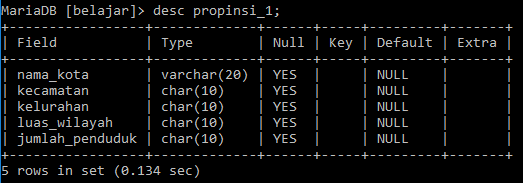 MariaDB [belajar]> desc propinsi_1;
+-----------------+-------------+------+-----+---------+-------+
| Field           | Type        | Null | Key | Default | Extra |
+-----------------+-------------+------+-----+---------+-------+
| nama_kota       | varchar(20) | YES  |     | NULL    |       |
| kecamatan       | char(10)    | YES  |     | NULL    |       |
| kelurahan       | char(10)    | YES  |     | NULL    |       |
| luas_wilayah    | char(10)    | YES  |     | NULL    |       |
| jumlah_penduduk | char(10)    | YES  |     | NULL    |       |
+-----------------+-------------+------+-----+---------+-------+
5 rows in set (0.134 sec)